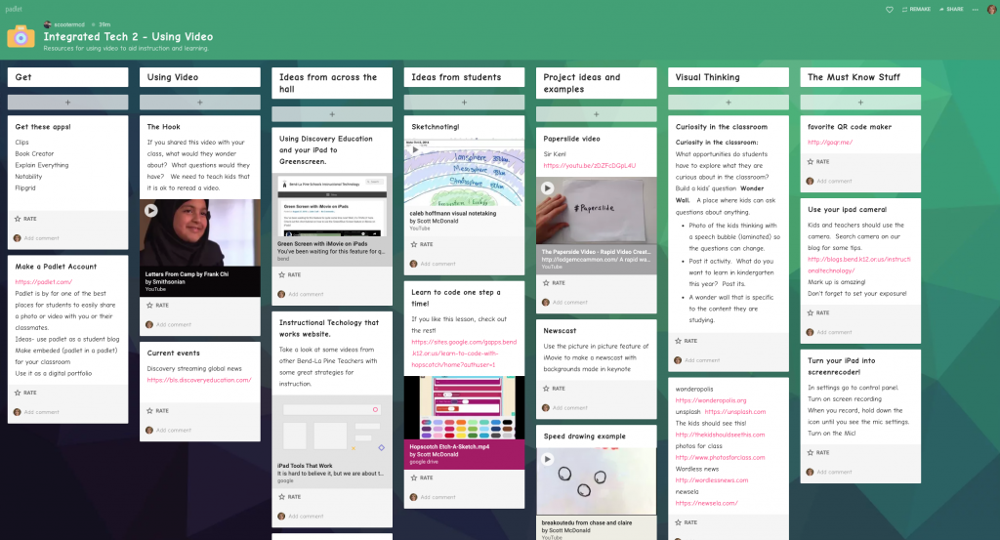 padlet
REMAKE
SHARE
scootermcd
39m
Integrated Tech 2 - Using Video
Resources for using video to aid instruction and learning.
Get
Get these apps!
Clips
Book Creator
Explain Everything
Notability
Flipgrid
RATE
Add comment
Make a Padlet Account
https://padlet.com/
Padlet is by far one of the best
places for students to easily share
a photo or video with you or their
classmates.
Ideas- use padlet as a student blog
Make embeded (padlet in a padlet)
for your classroom
Use it as a digital portfolio
RATE
Add comment
Using Video
The Hook
If you shared this video with your
class, what would they wonder
about? What questions would they
have? We need to teach kids that
it is ok to reread a video.
Letters From Camp by Frank Chi
by Smithsonian
YouTube
RATE
Add comment
Current events
Discovery streaming global news
https://bls.discoveryeducation.com/
RATE
Add comment
Ideas from across the
hall
Using Discovery Education
and your iPad to
Greenscreen.
Bend-La Pine Schools Instructional Technology
Green Screen with iMovie on iPads
Green Screen with iMovie on iPads
You've been waiting for this feature for q...
bend
RATE
Add comment
Instructional Techology that
works website.
Take a look at some videos from
other Bend-La Pine Teachers with
some great strategies for
instruction.
iPad Tools That Work
It is hard to believe it, but we are about t...
google
RATE
Add comment
Ideas from students
Sketchnoting!
Ionsphere
Mesosphere
Stratosphere
caleb hoffmann visual notetaking
by Scott McDonald
YouTube
RATE
Add comment
Learn to code one step a
time!
If you like this lesson, check out
the rest!
https://sites.google.com/gapps.bend
.k12.or.us/learn-to-code-with-
hopscotch/home?authuser=1
Hopscotch Etch-A-Sketch.mp4
by Scott McDonald
google drive
RATE
Add comment
Project ideas and
examples
Paperslide video
Sir Ken!
https://youtu.be/zDZFcDGpL4U
#Paperslide
The Paperside Video - Rapid Video Creat...
http://lodgemccammon.com/ A rapid wa...
YouTube
RATE
Add comment
Newscast
Use the picture in picture feature of
iMovie to make a newscast with
backgrounds made in keynote
RATE
Add comment
Speed drawing example
breakoutedu from chase and claire
by Scott McDonald
YouTube
Visual Thinking
Curiosity in the classroom
Curiosity in the classroom:
What opportunities do students
have to explore what they are
curious about in the classroom?
Build a kids' question Wonder
Wall. A place where kids can ask
questions about anything.
Photo of the kids thinking with
a speech bubble (laminated) so
the questions can change.
Post it activity. What do you
want to learn in kindergarten
this year? Post its.
A wonder wall that is specific
to the content they are
studying.
RATE
Add comment
wonderopolis
https://wonderopolis.org
unsplash https://unsplash.com
The kids should see this!
http://thekidshouldseethis.com
photos for class
http://www.photosforclass.com
Wordless news
http://wordlessnews.com
newsela
https://newsela.com/
RATE
Add comment
The Must Know Stuff
favorite QR code maker
http://goqr.me/
RATE
Add comment
Use your ipad camera!
Kids and teachers should use the
camera. Search camera on our
blog for some tips.
http://blogs.bend.k12.or.us/instructi
onaltechnology/
Mark up is amazing!
Don't forget to set your exposure!
RATE
Add comment
Turn your iPad into
screenrecoder!
In settings go to control panel.
Turn on screen recording
When you record, hold down the
icon until you see the mic settings.
Turn on the Mic!
RATE
Add comment